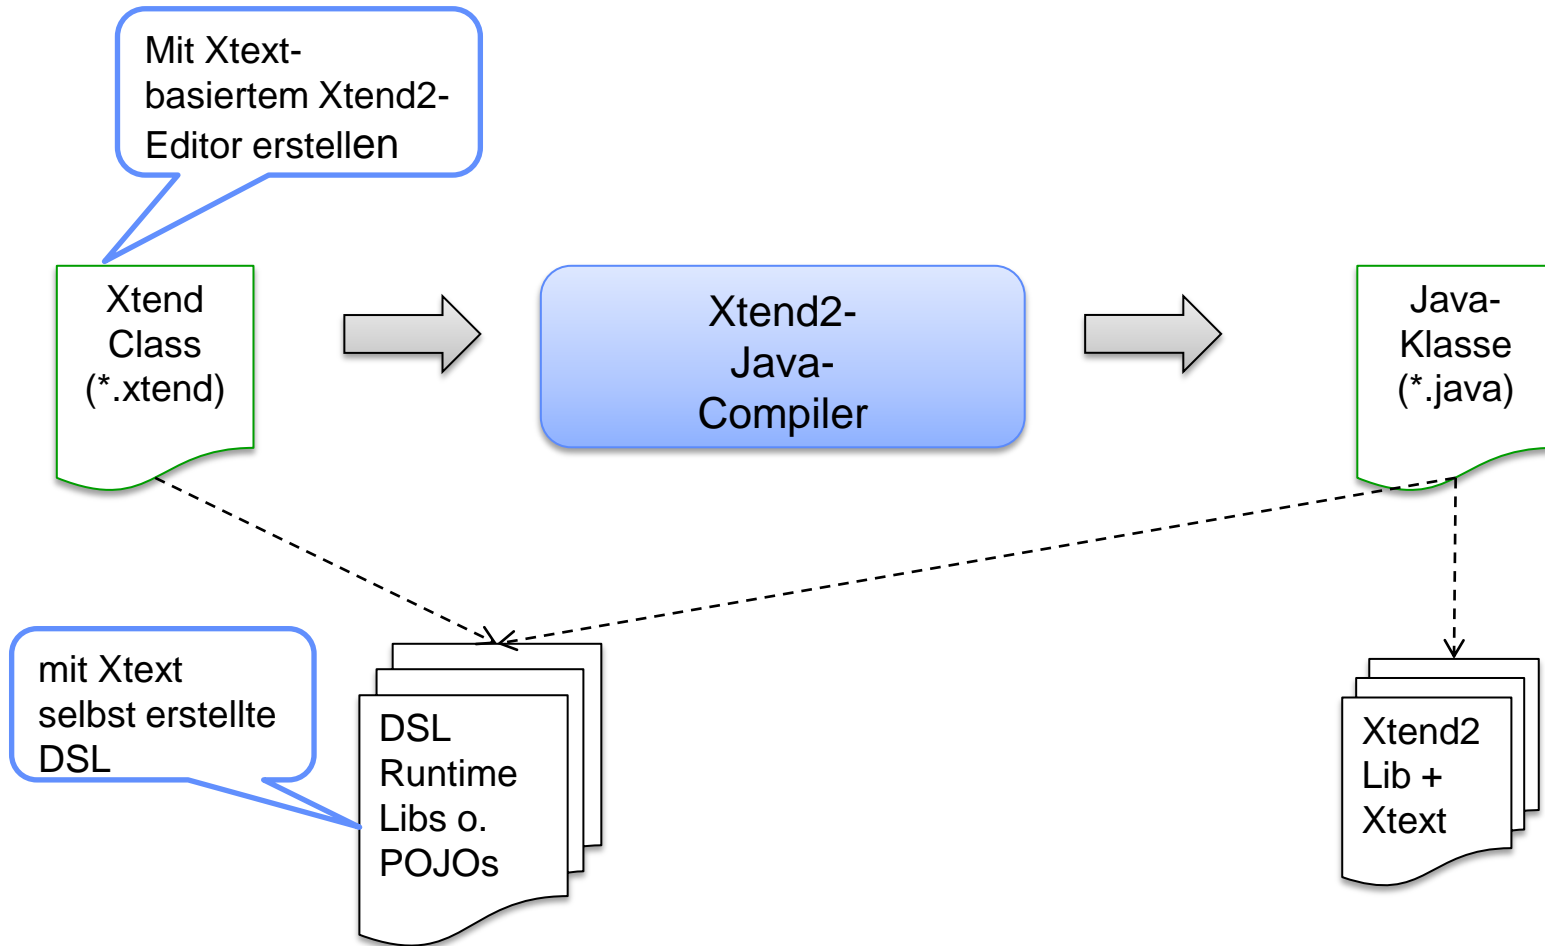 Mit Xtext-
basiertem Xtend2-
Editor erstellen
Xtend
Class
(*.xtend)
Xtend2-
Java-
Compiler
Java-
Klasse
(*.java)
mit Xtext
selbst erstellte
DSL
DSL
Runtime
Libs o.
POJOs
Xtend2
Lib +
Xtext